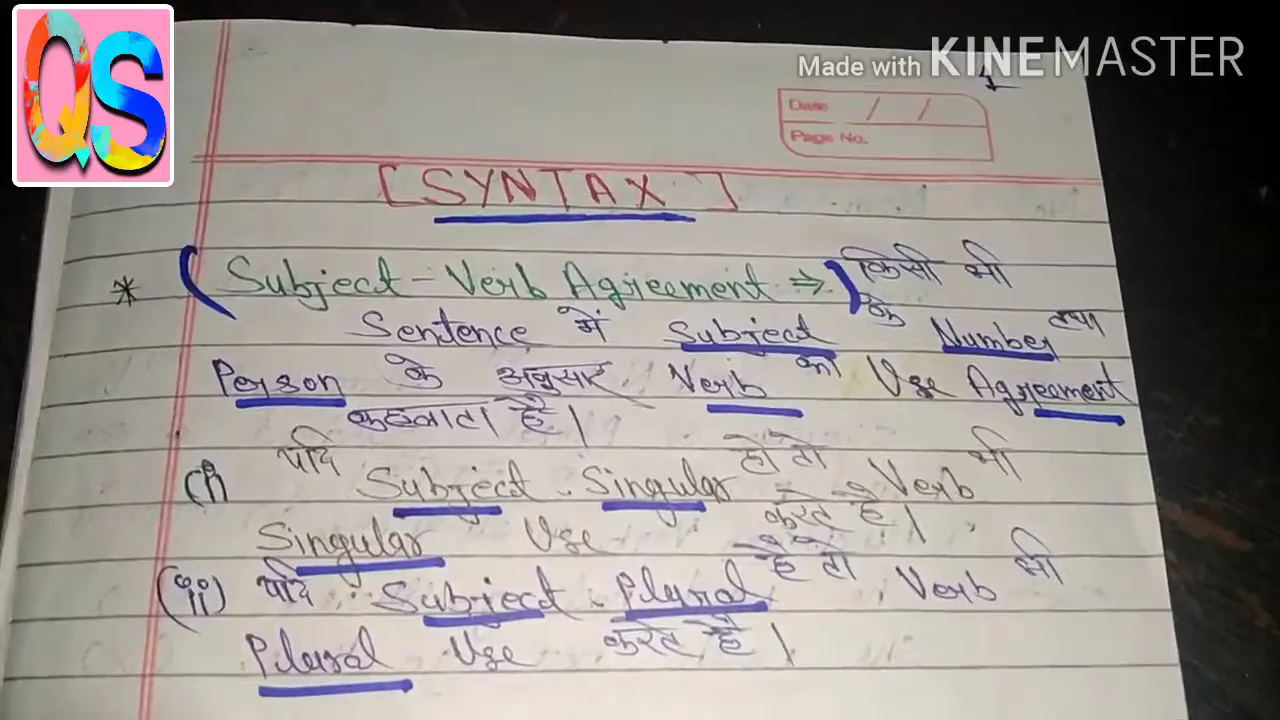 QS
Made with KINEMASTER
1
Date / /
Page No.
[SYNTAX]
* (Subject-Verb Agreement ⇒) किसी भी
Sentence में Subject के Number तथा
Person के अनुसार Verb का Use Agreement
कहलाता है।
(i) यदि Subject Singular हो तो Verb भी
Singular Use करते है।
(ii) यदि Subject Plural है तो Verb भी
Plural Use करते है।